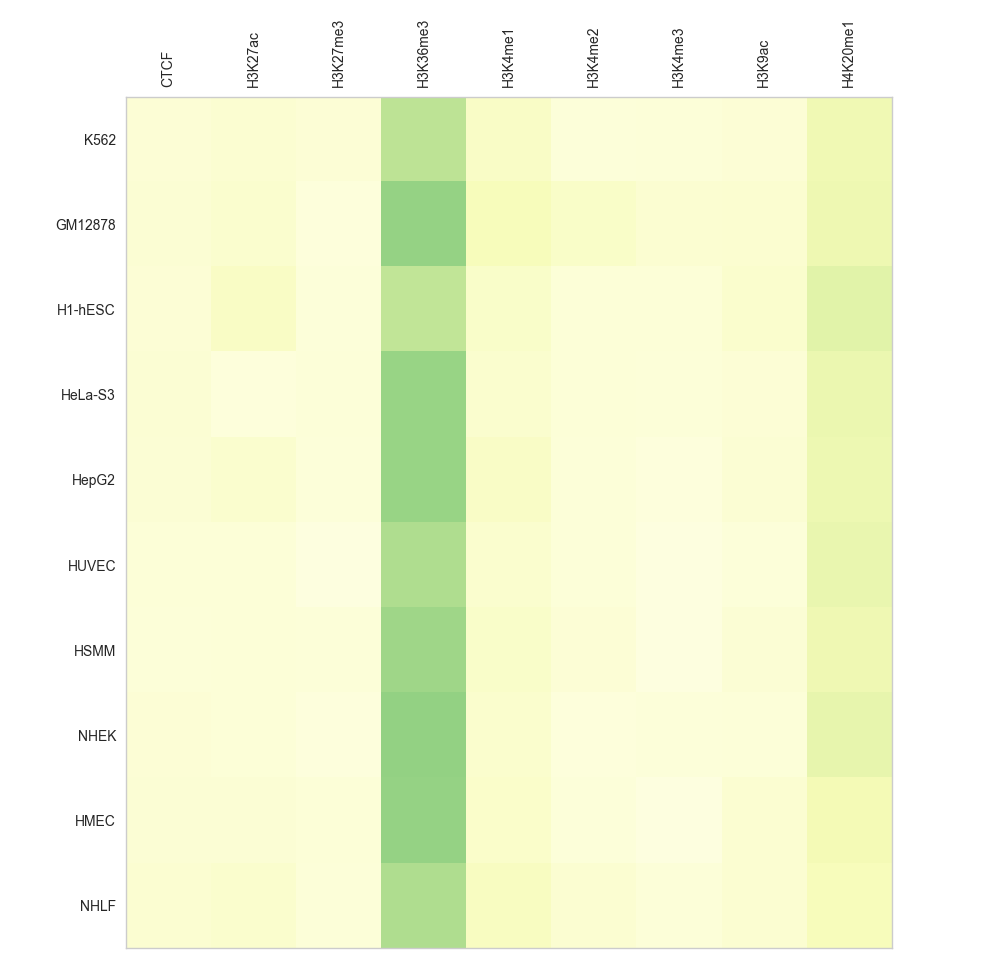 CTCF
H3K27ac
H3K27me3
H3K36me3
H3K4me1
H3K4me2
H3K4me3
H3K9ac
H4K20me1
K562
GM12878
H1-hESC
HeLa-S3
HepG2
HUVEC
HSMM
NHEK
HMEC
NHLF